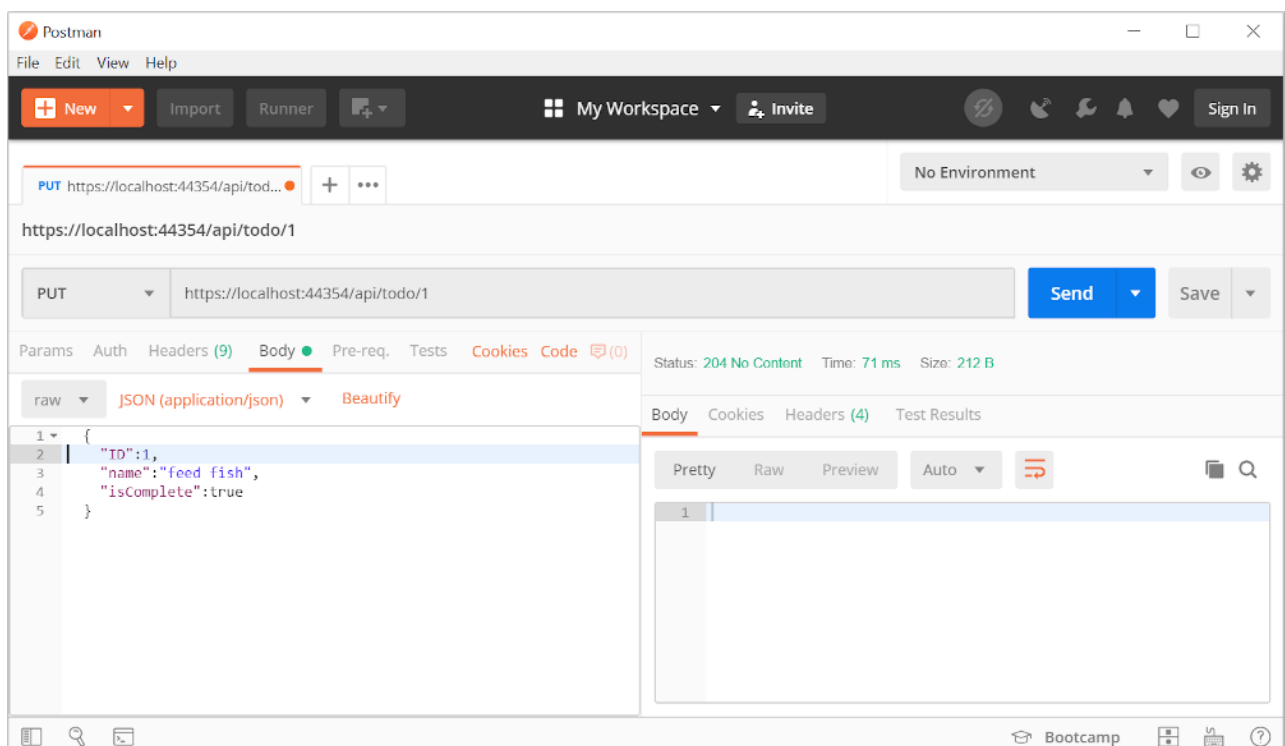 Postman
File Edit View Help
New Import Runner My Workspace Invite Sign In
PUT https://localhost:44354/api/tod... No Environment
https://localhost:44354/api/todo/1
PUT https://localhost:44354/api/todo/1 Send Save
Params Auth Headers (9) Body Pre-req. Tests Cookies Code (0)
Status: 204 No Content Time: 71 ms Size: 212 B
raw JSON (application/json) Beautify
Body Cookies Headers (4) Test Results
1 {
2 "ID":1,
3 "name":"feed fish",
4 "isComplete":true
5 }
Pretty Raw Preview Auto
1
Bootcamp